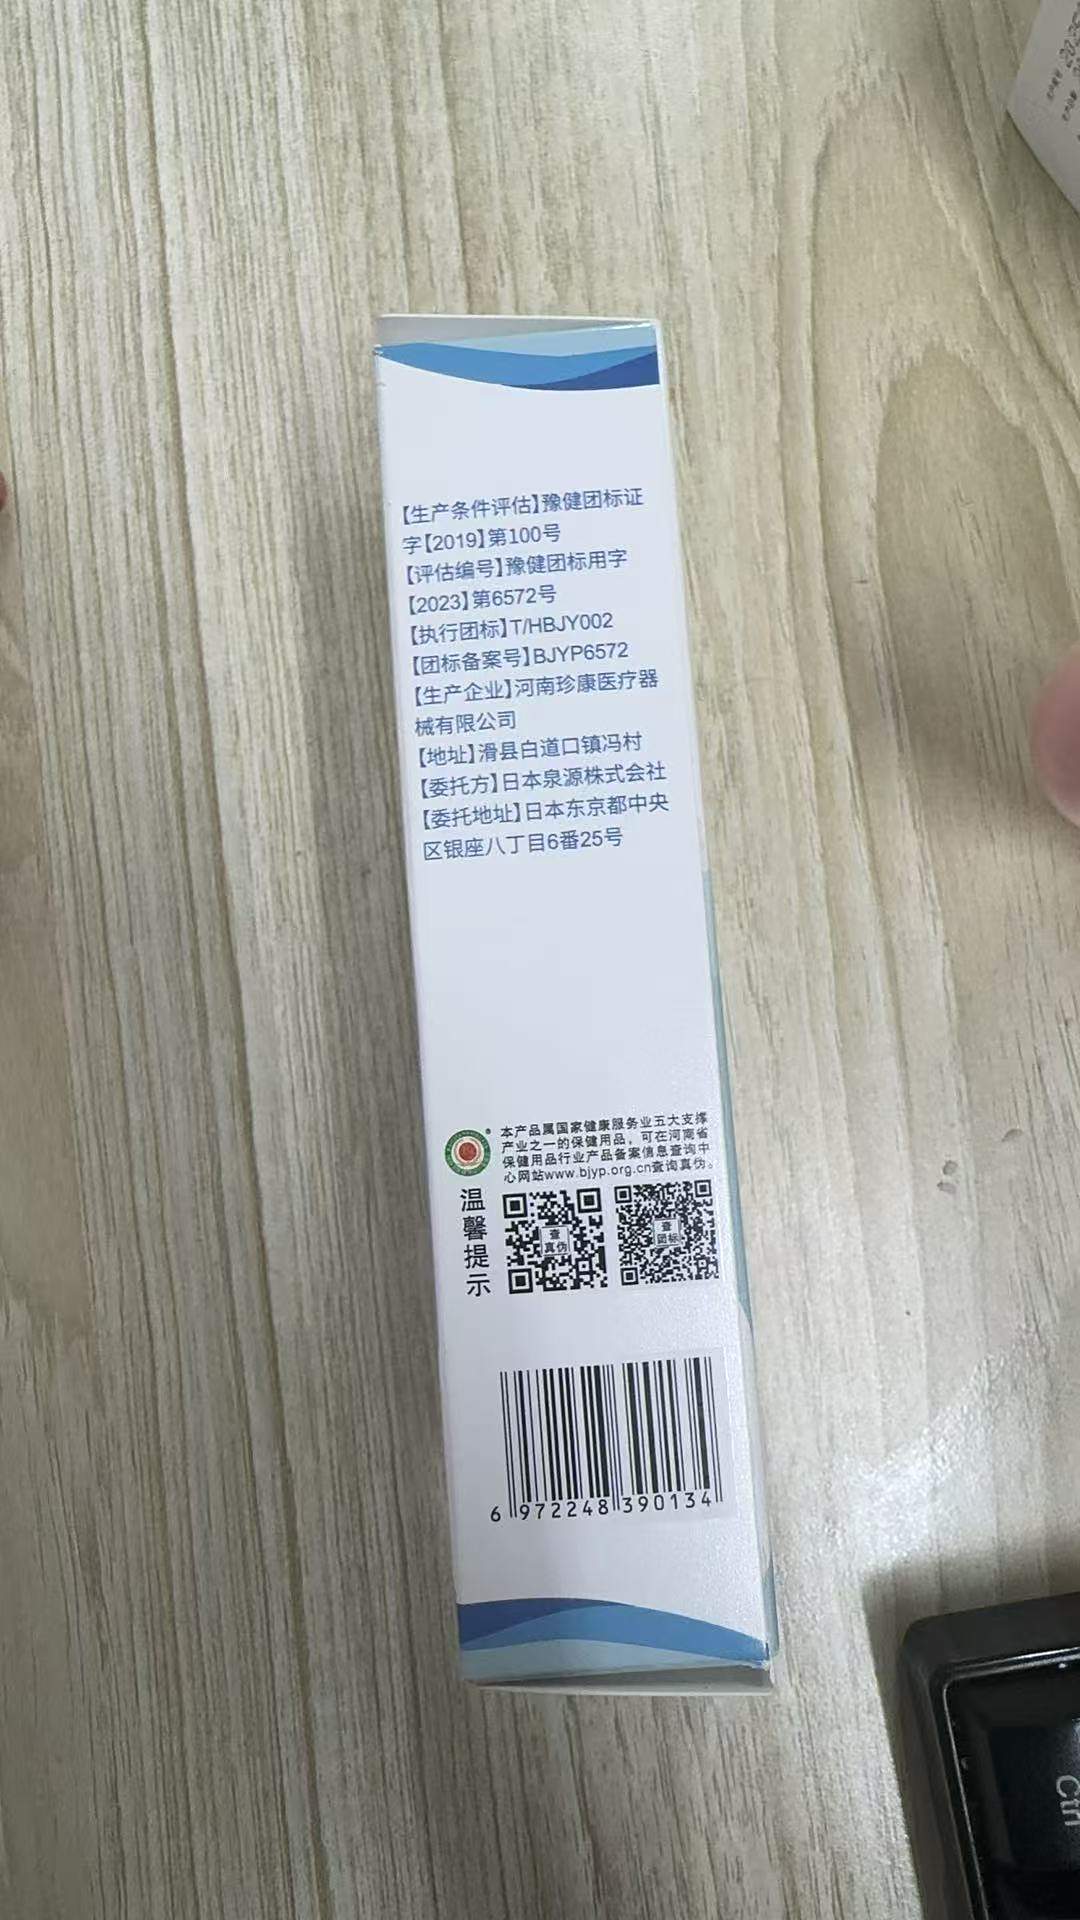 【生产条件评估】豫健团标证
字【2019】第100号
【评估编号】豫健团标用字
【2023】第6572号
【执行团标】T/HBJY002
【团标备案号】BJYP6572
【生产企业】河南珍康医疗器
械有限公司
【地址】滑县白道口镇冯村
【委托方】日本泉源株式会社
【委托地址】日本东京都中央
区银座八丁目6番25号
本产品属国家健康服务业五大支撑
产业之一的保健用品，可在河南省
保健用品行业产品备案信息查询中
心网站www.bjyp.org.cn查询真伪。
温馨提示
查
真伪
查
团标
6 972248 390134
Ctrl